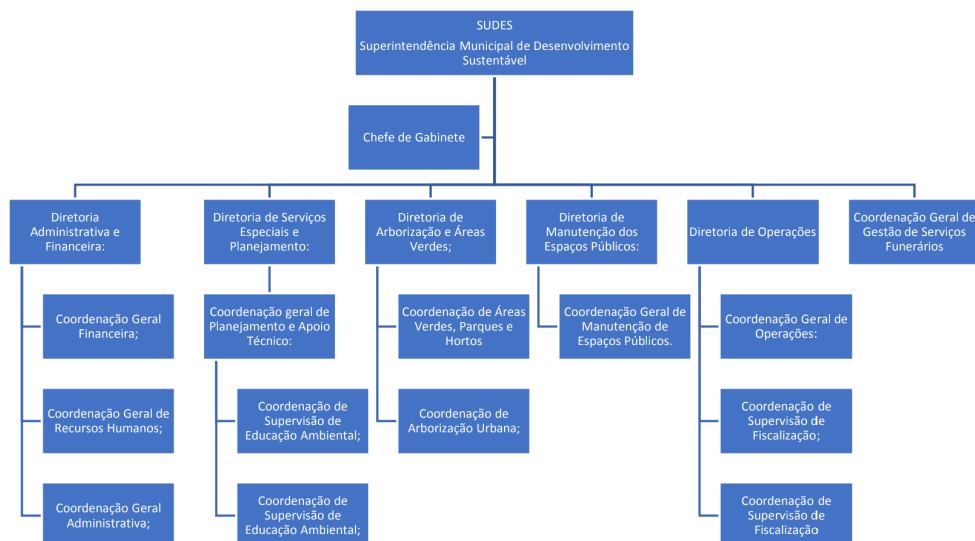 SUDES
Superintendência Municipal de Desenvolvimento
Sustentável
Chefe de Gabinete
Diretoria
Administrativa e
Financeira:
Diretoria de Serviços
Especiais e
Planejamento:
Diretoria de
Arborização e Áreas
Verdes;
Diretoria de
Manutenção dos
Espaços Públicos:
Diretoria de Operações
Coordenação Geral de
Gestão de Serviços
Funerários
Coordenação Geral
Financeira;
Coordenação geral de
Planejamento e Apoio
Técnico:
Coordenação de Áreas
Verdes, Parques e
Hortos
Coordenação Geral de
Manutenção de
Espaços Públicos.
Coordenação Geral de
Operações:
Coordenação Geral de
Recursos Humanos;
Coordenação de
Supervisão de
Educação Ambiental;
Coordenação de
Arborização Urbana;
Coordenação de
Supervisão de
Fiscalização;
Coordenação Geral
Administrativa;
Coordenação de
Supervisão de
Educação Ambiental;
Coordenação de
Supervisão de
Fiscalização